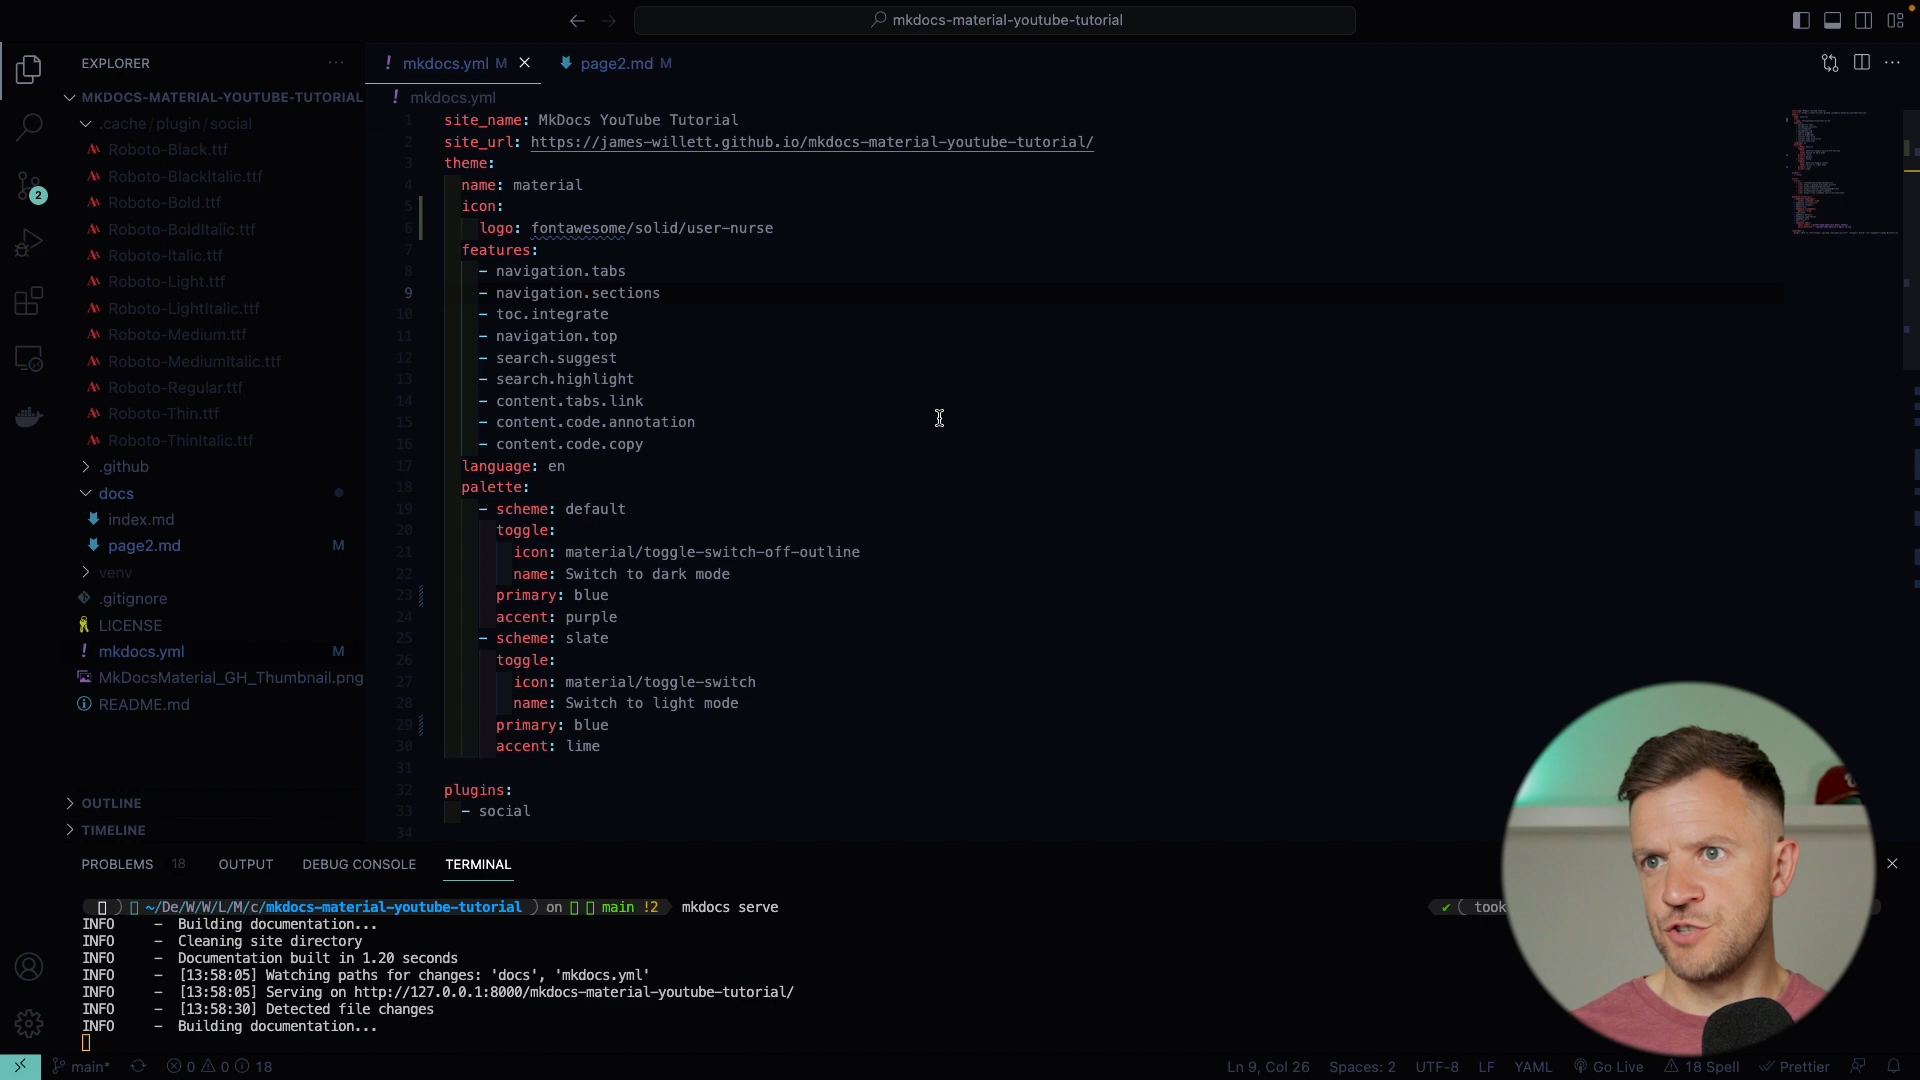 mkdocs-material-youtube-tutorial
EXPLORER
MKDOCS-MATERIAL-YOUTUBE-TUTORIAL
.cache/plugin/social
Roboto-Black.ttf
Roboto-BlackItalic.ttf
Roboto-Bold.ttf
Roboto-BoldItalic.ttf
Roboto-Italic.ttf
Roboto-Light.ttf
Roboto-LightItalic.ttf
Roboto-Medium.ttf
Roboto-MediumItalic.ttf
Roboto-Regular.ttf
Roboto-Thin.ttf
Roboto-ThinItalic.ttf
.github
docs
index.md
page2.md M
venv
.gitignore
LICENSE
mkdocs.yml M
MkDocsMaterial_GH_Thumbnail.png
README.md
OUTLINE
TIMELINE
2
! mkdocs.yml M
page2.md M
! mkdocs.yml
1 site_name: MkDocs YouTube Tutorial
2 site_url: https://james-willett.github.io/mkdocs-material-youtube-tutorial/
3 theme:
4 name: material
5 icon:
6 logo: fontawesome/solid/user-nurse
7 features:
8 - navigation.tabs
9 - navigation.sections
10 - toc.integrate
11 - navigation.top
12 - search.suggest
13 - search.highlight
14 - content.tabs.link
15 - content.code.annotation
16 - content.code.copy
17 language: en
18 palette:
19 - scheme: default
20 toggle:
21 icon: material/toggle-switch-off-outline
22 name: Switch to dark mode
23 primary: blue
24 accent: purple
25 - scheme: slate
26 toggle:
27 icon: material/toggle-switch
28 name: Switch to light mode
29 primary: blue
30 accent: lime
31
32 plugins:
33 - social
34
PROBLEMS 18 OUTPUT DEBUG CONSOLE TERMINAL
~/De/W/W/L/M/c/mkdocs-material-youtube-tutorial ) on main !2 mkdocs serve ✔ ( took
INFO - Building documentation...
INFO - Cleaning site directory
INFO - Documentation built in 1.20 seconds
INFO - [13:58:05] Watching paths for changes: 'docs', 'mkdocs.yml'
INFO - [13:58:05] Serving on http://127.0.0.1:8000/mkdocs-material-youtube-tutorial/
INFO - [13:58:30] Detected file changes
INFO - Building documentation...
main* 0 0 18 Ln 9, Col 26 Spaces: 2 UTF-8 LF YAML Go Live 18 Spell Prettier